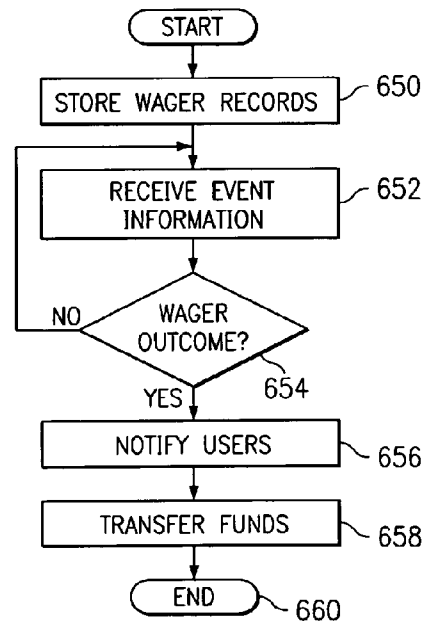 START
STORE WAGER RECORDS
650
RECEIVE EVENT
INFORMATION
652
WAGER
OUTCOME?
654
NO
YES
NOTIFY USERS
656
TRANSFER FUNDS
658
END
660